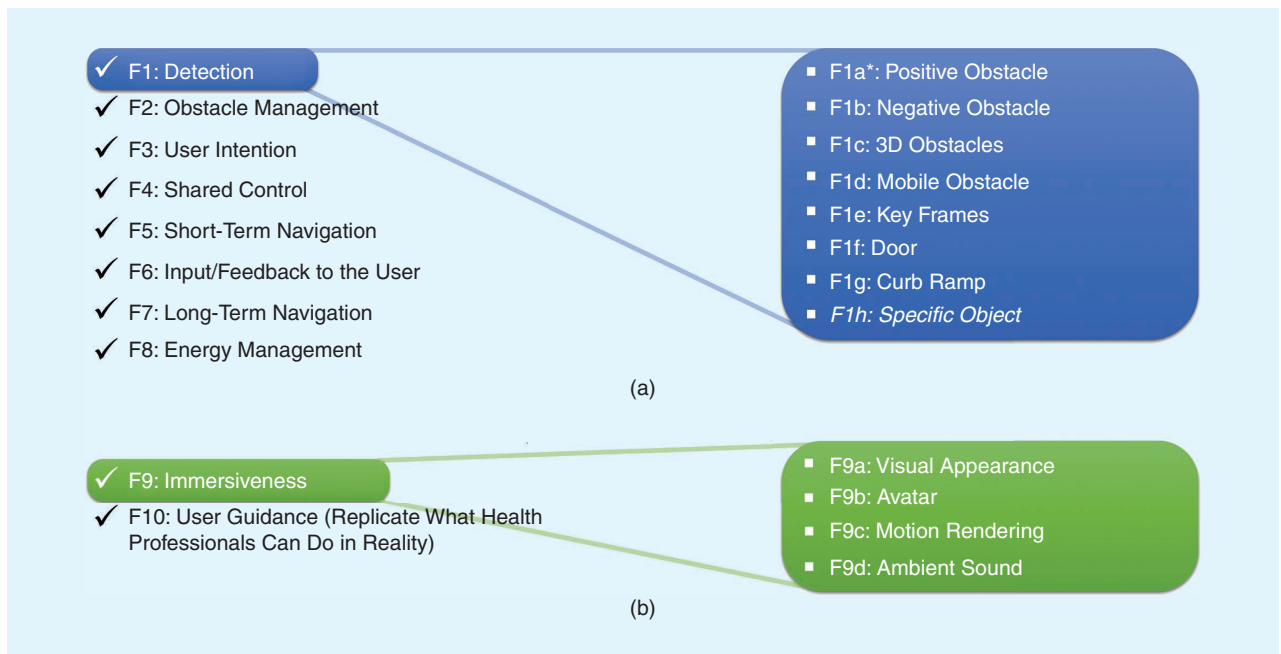 F1: Detection
F2: Obstacle Management
F3: User Intention
F4: Shared Control
F5: Short-Term Navigation
F6: Input/Feedback to the User
F7: Long-Term Navigation
F8: Energy Management
F1a*: Positive Obstacle
F1b: Negative Obstacle
F1c: 3D Obstacles
F1d: Mobile Obstacle
F1e: Key Frames
F1f: Door
F1g: Curb Ramp
F1h: Specific Object
(a)
F9: Immersiveness
F10: User Guidance (Replicate What Health
Professionals Can Do in Reality)
F9a: Visual Appearance
F9b: Avatar
F9c: Motion Rendering
F9d: Ambient Sound
(b)